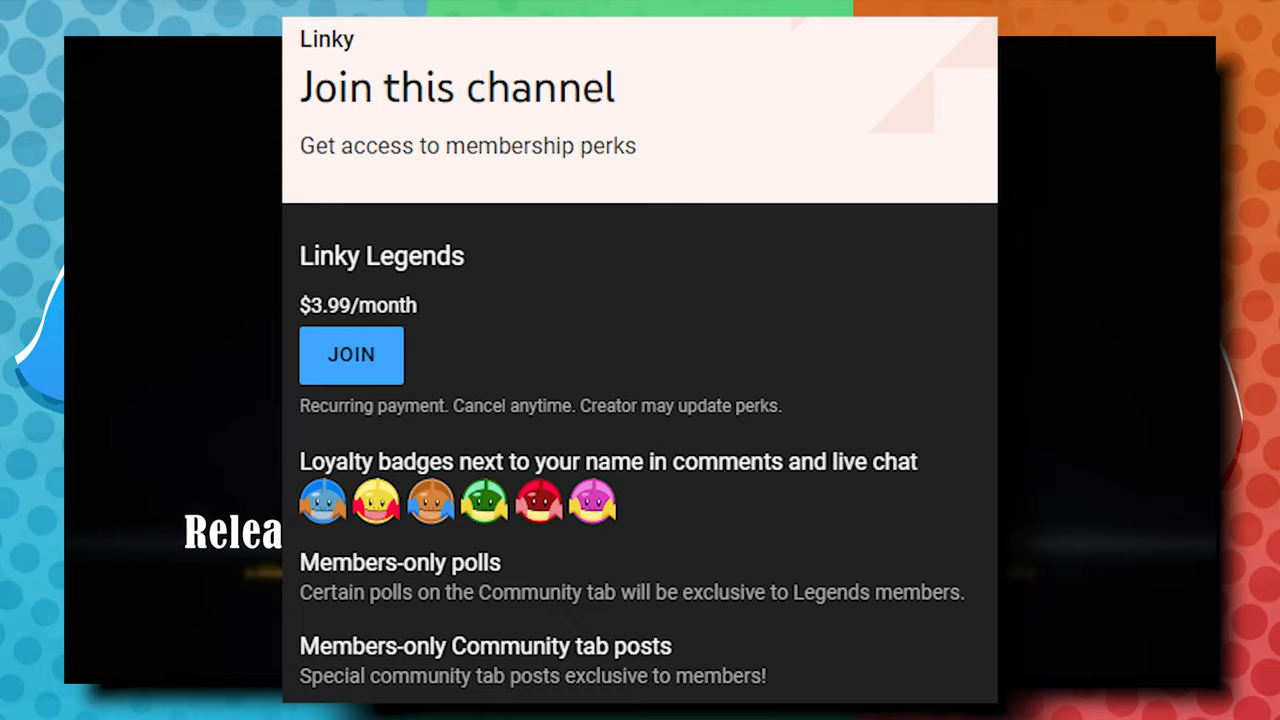 Linky
Join this channel
Get access to membership perks
Linky Legends
$3.99/month
JOIN
Recurring payment. Cancel anytime. Creator may update perks.
Loyalty badges next to your name in comments and live chat
Relea
Members-only polls
Certain polls on the Community tab will be exclusive to Legends members.
Members-only Community tab posts
Special community tab posts exclusive to members!